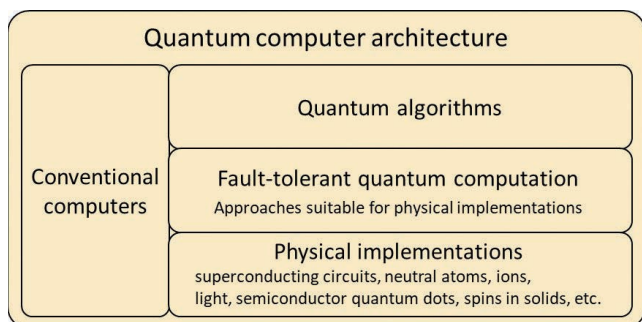 Quantum computer architecture
Conventional
computers
Quantum algorithms
Fault-tolerant quantum computation
Approaches suitable for physical implementations
Physical implementations
superconducting circuits, neutral atoms, ions,
light, semiconductor quantum dots, spins in solids, etc.